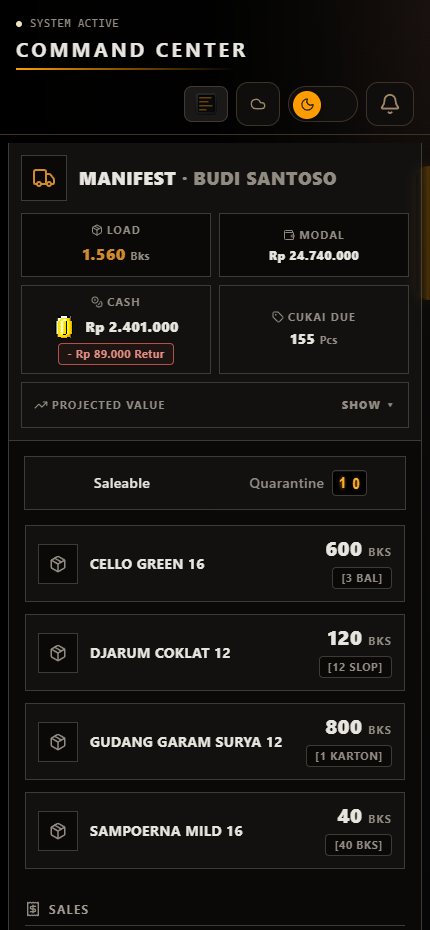 SYSTEM ACTIVE
COMMAND CENTER
MANIFEST · BUDI SANTOSO
LOAD
1.560 Bks
MODAL
Rp 24.740.000
CASH
Rp 2.401.000
- Rp 89.000 Retur
CUKAI DUE
155 Pcs
PROJECTED VALUE
SHOW ▼
Saleable
Quarantine 10
CELLO GREEN 16
600 BKS
[3 BAL]
DJARUM COKLAT 12
120 BKS
[12 SLOP]
GUDANG GARAM SURYA 12
800 BKS
[1 KARTON]
SAMPOERNA MILD 16
40 BKS
[40 BKS]
SALES